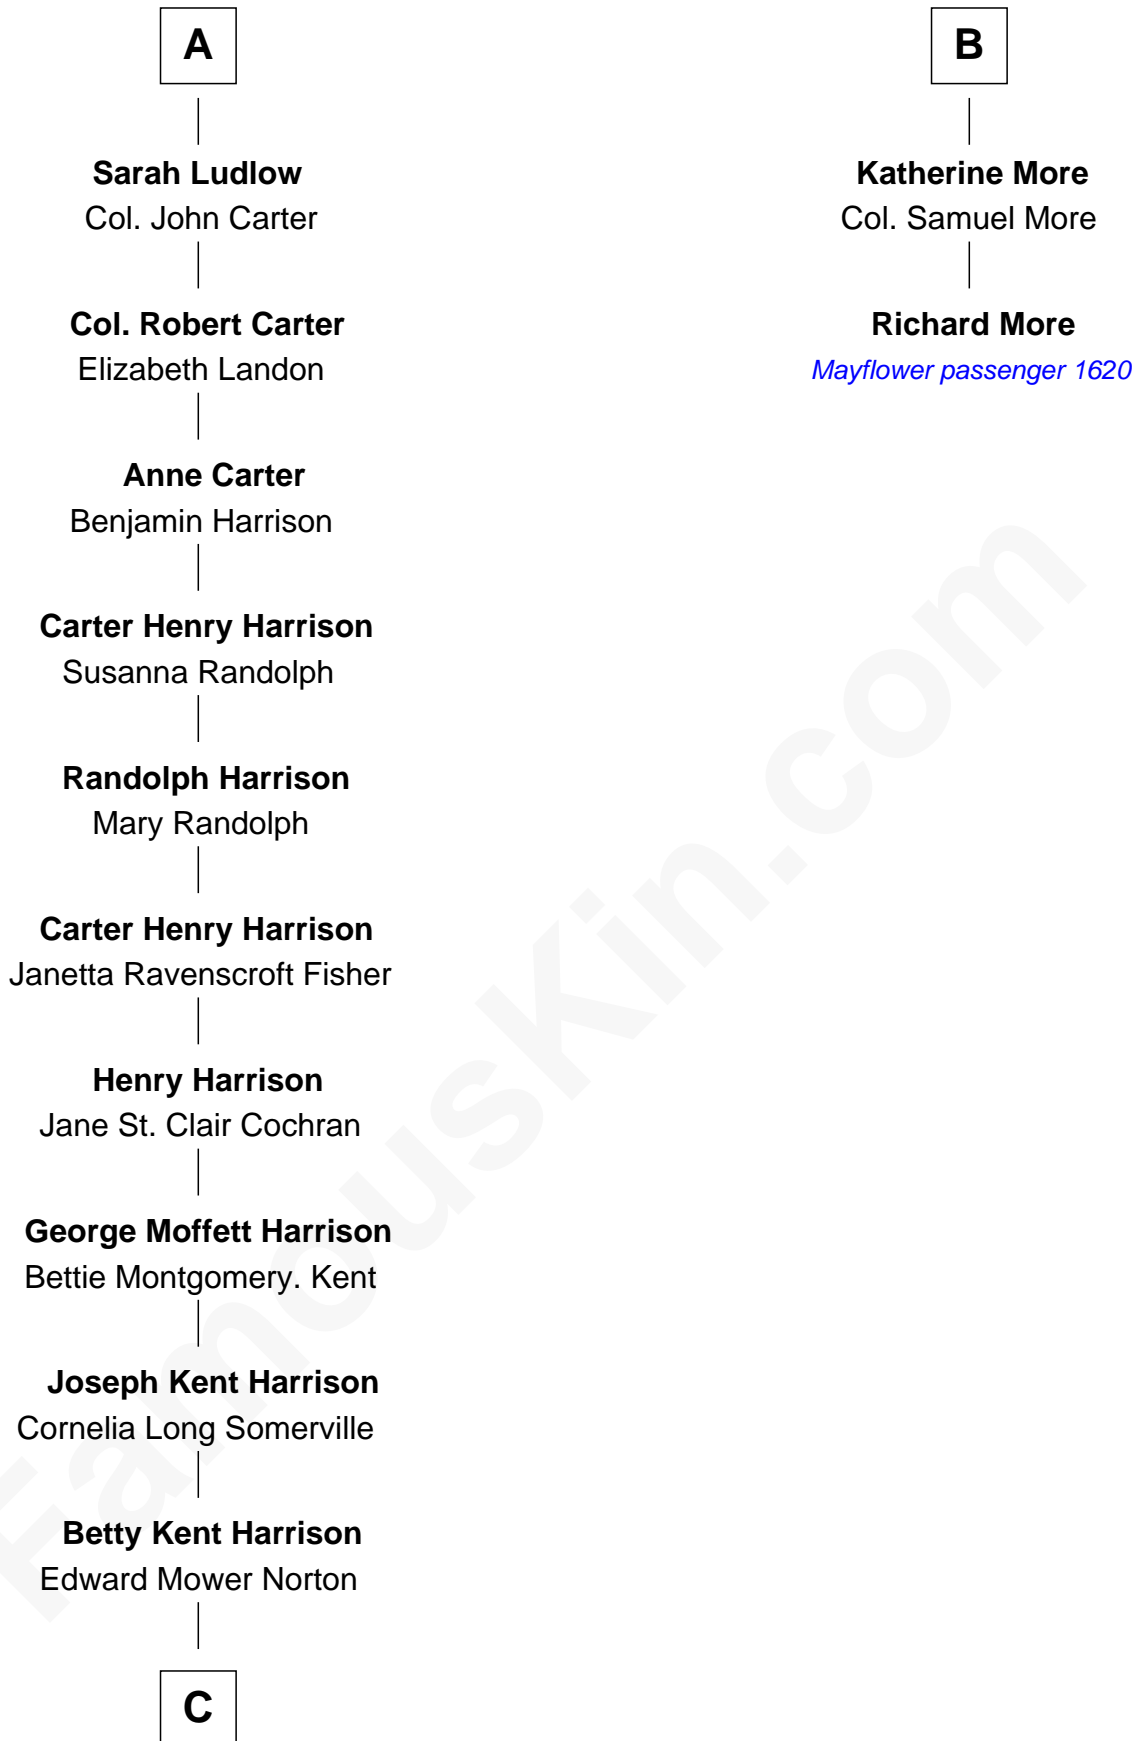 A
Sarah Ludlow
Col. John Carter
Col. Robert Carter
Elizabeth Landon
Anne Carter
Benjamin Harrison
Carter Henry Harrison
Susanna Randolph
Randolph Harrison
Mary Randolph
Carter Henry Harrison
Janetta Ravenscroft Fisher
Henry Harrison
Jane St. Clair Cochran
George Moffett Harrison
Bettie Montgomery. Kent
Joseph Kent Harrison
Cornelia Long Somerville
Betty Kent Harrison
Edward Mower Norton
C
B
Katherine More
Col. Samuel More
Richard More
Mayflower passenger 1620
FamousKin.com